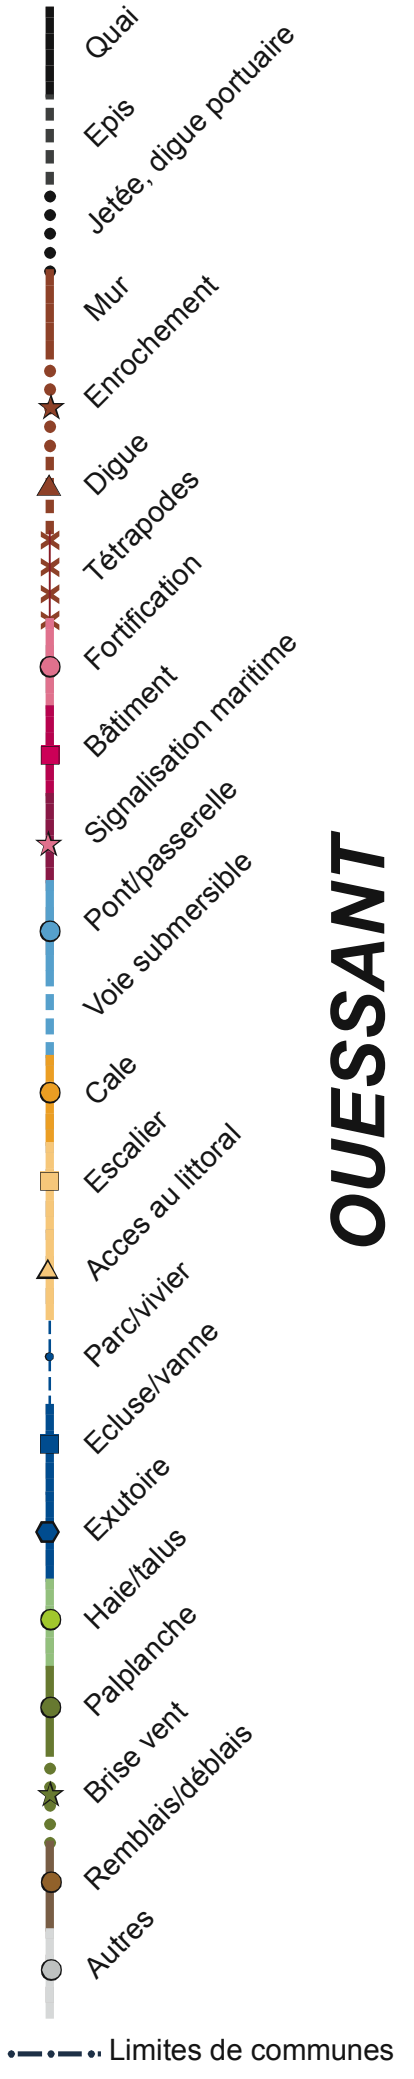 Quai
Epis
Jetée, digue portuaire
Mur
Enrochement
Digue
Tétrapodes
Fortification
Bâtiment
Signalisation maritime
Pont/passerelle
Voie submersible
Cale
Escalier
Acces au littoral
Parc/vivier
Ecluse/vanne
Exutoire
Haie/talus
Palplanche
Brise vent
Remblais/déblais
Autres
Limites de communes
OUESSANT